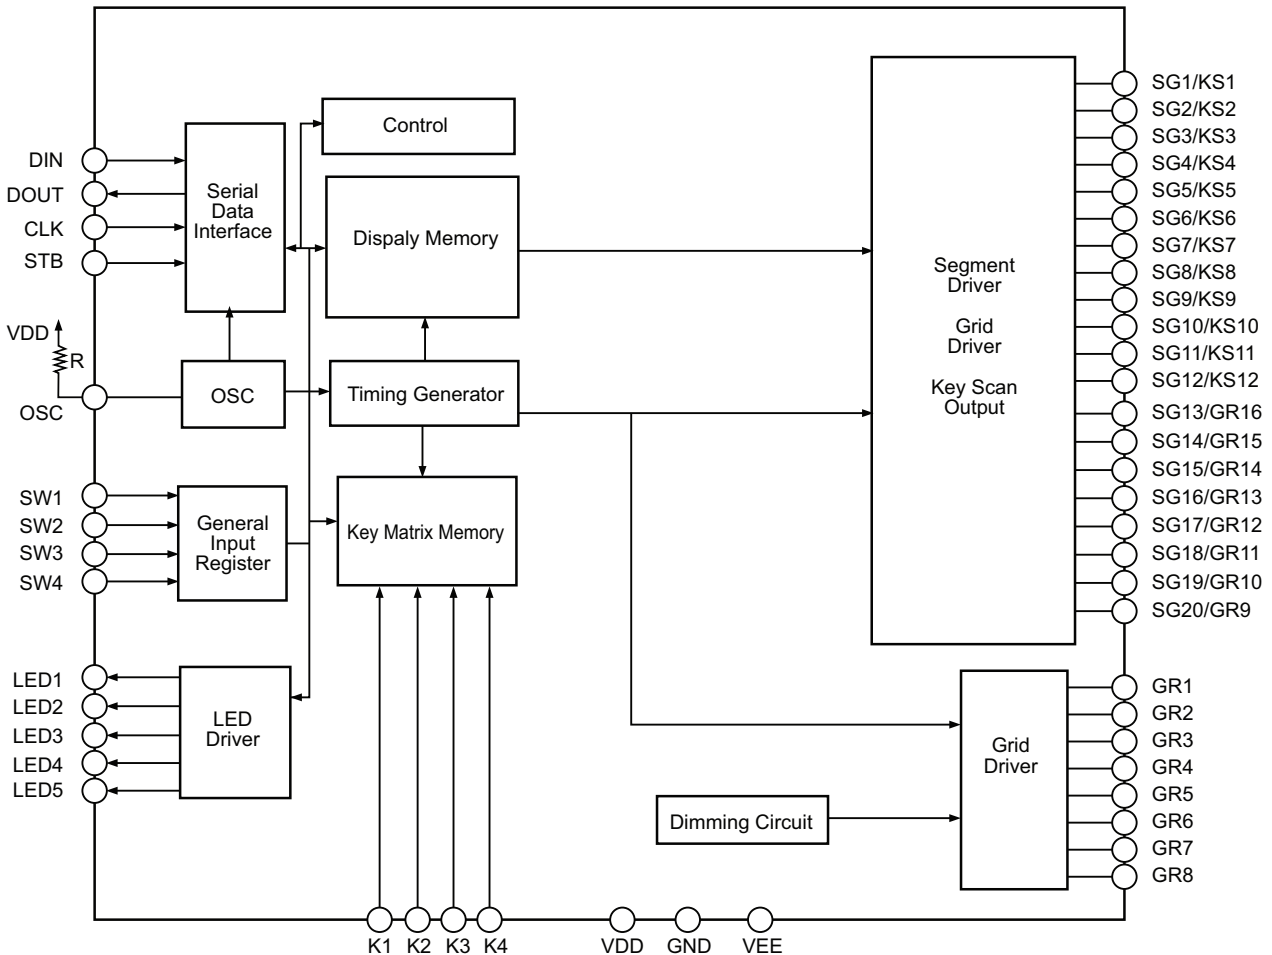 DIN
DOUT
CLK
STB
VDD
R
OSC
SW1
SW2
SW3
SW4
LED1
LED2
LED3
LED4
LED5
Serial
Data
Interface
Control
Dispaly Memory
OSC
Timing Generator
General
Input
Register
Key Matrix Memory
LED
Driver
Segment
Driver
Grid
Driver
Key Scan
Output
Grid
Driver
Dimming Circuit
SG1/KS1
SG2/KS2
SG3/KS3
SG4/KS4
SG5/KS5
SG6/KS6
SG7/KS7
SG8/KS8
SG9/KS9
SG10/KS10
SG11/KS11
SG12/KS12
SG13/GR16
SG14/GR15
SG15/GR14
SG16/GR13
SG17/GR12
SG18/GR11
SG19/GR10
SG20/GR9
GR1
GR2
GR3
GR4
GR5
GR6
GR7
GR8
K1
K2
K3
K4
VDD
GND
VEE